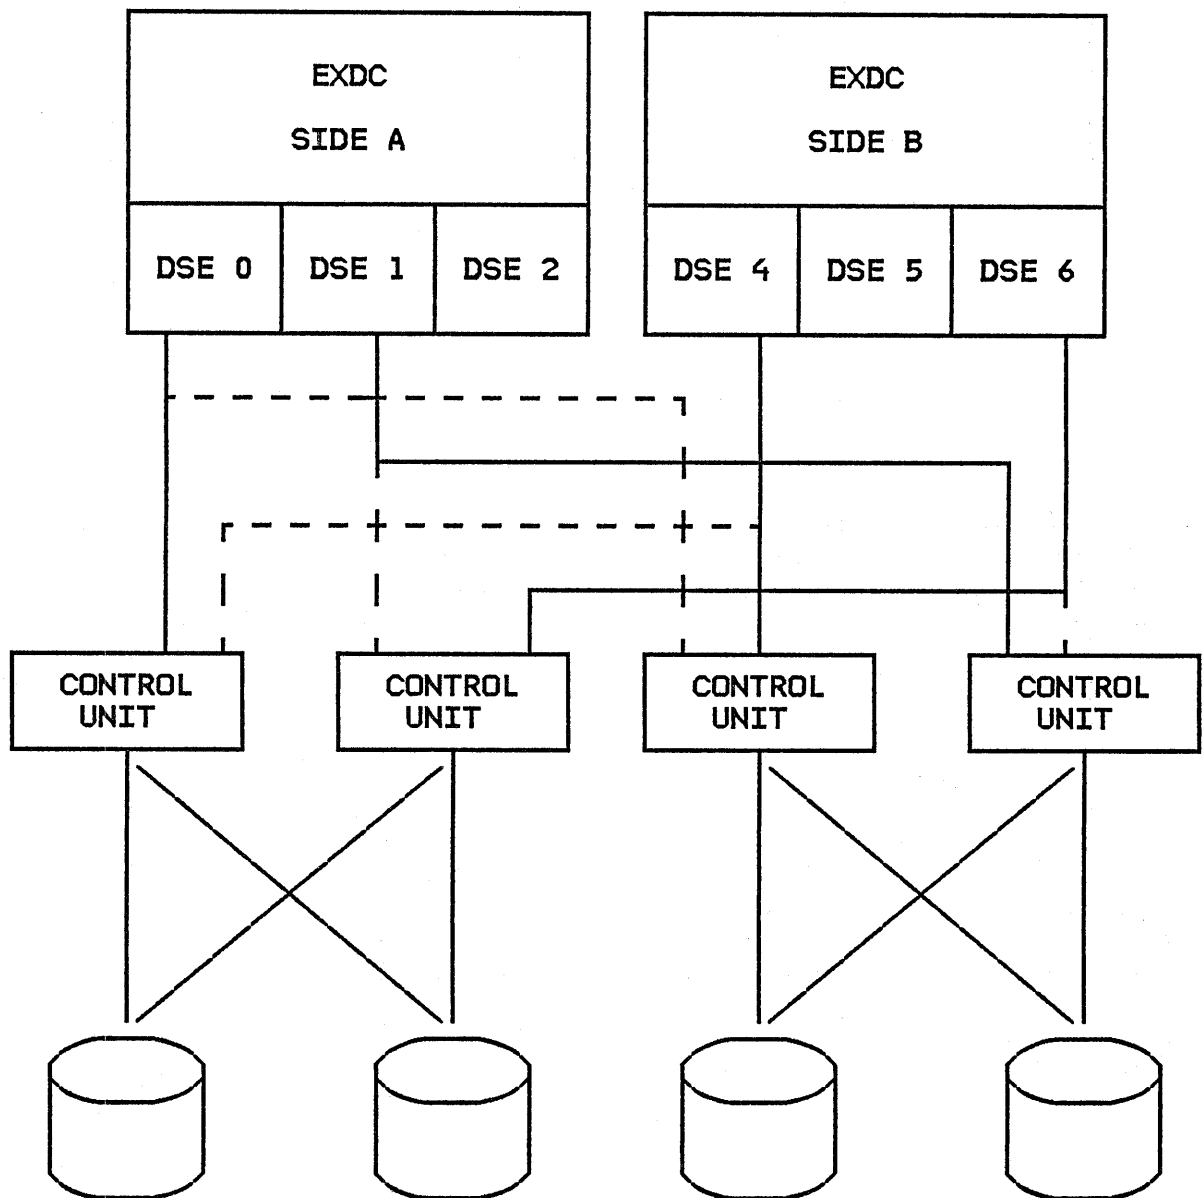 EXDC
SIDE A
EXDC
SIDE B
DSE 0
DSE 1
DSE 2
DSE 4
DSE 5
DSE 6
CONTROL
UNIT
CONTROL
UNIT
CONTROL
UNIT
CONTROL
UNIT